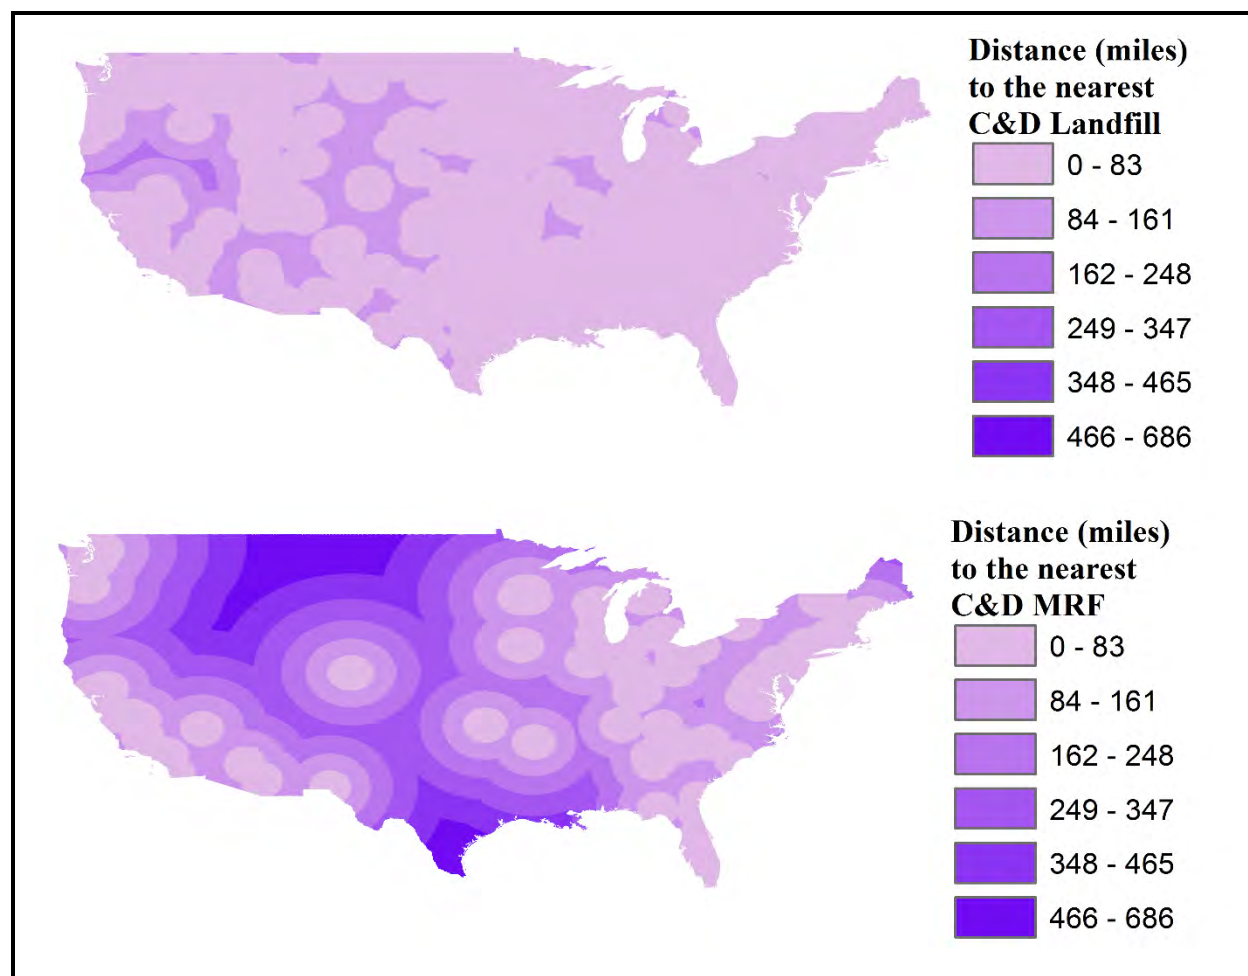 Distance (miles)
to the nearest
C&D Landfill
0 - 83
84 - 161
162 - 248
249 - 347
348 - 465
466 - 686
Distance (miles)
to the nearest
C&D MRF
0 - 83
84 - 161
162 - 248
249 - 347
348 - 465
466 - 686